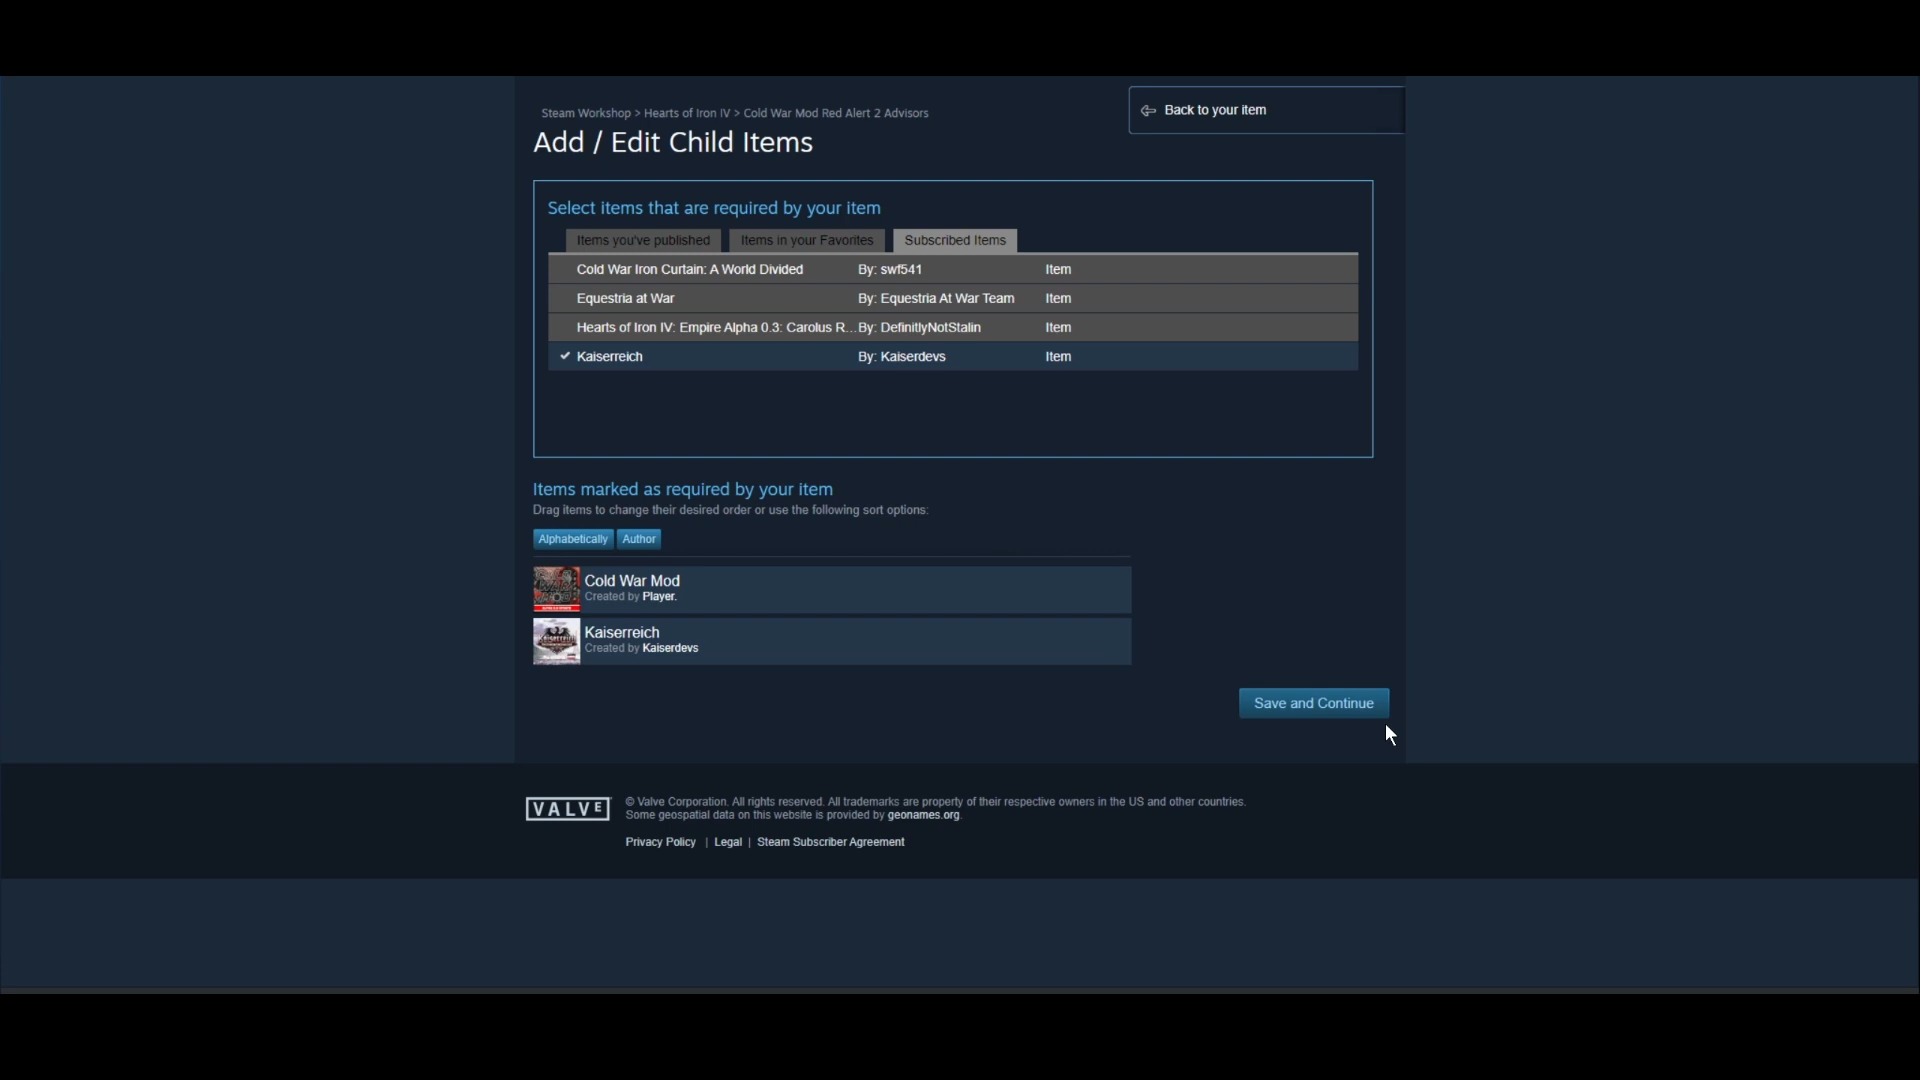 Steam Workshop > Hearts of Iron IV > Cold War Mod Red Alert 2 Advisors
Back to your item
Add / Edit Child Items
Select items that are required by your item
Items you've published Items in your Favorites Subscribed Items
Cold War Iron Curtain: A World Divided By: swf541 Item
Equestria at War By: Equestria At War Team Item
Hearts of Iron IV: Empire Alpha 0.3: Carolus R... By: DefinitlyNotStalin Item
Kaiserreich By: Kaiserdevs Item
Items marked as required by your item
Drag items to change their desired order or use the following sort options:
Alphabetically Author
Cold War Mod
Created by Player.
Kaiserreich
Created by Kaiserdevs
Save and Continue
VALVE
© Valve Corporation. All rights reserved. All trademarks are property of their respective owners in the US and other countries.
Some geospatial data on this website is provided by geonames.org.
Privacy Policy | Legal | Steam Subscriber Agreement